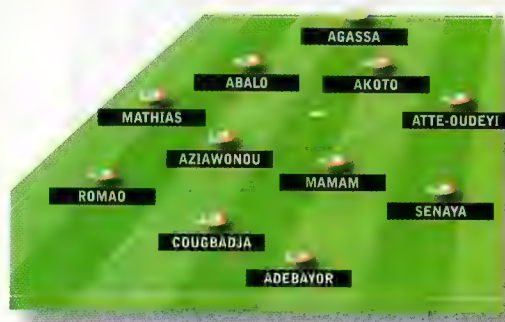 AGASSA
ABALO
AKOTO
MATHIAS
ATTE-OUDEYI
AZIAWONOU
MAMAM
ROMAO
SENAYA
COUGBADJA
ADEBAYOR